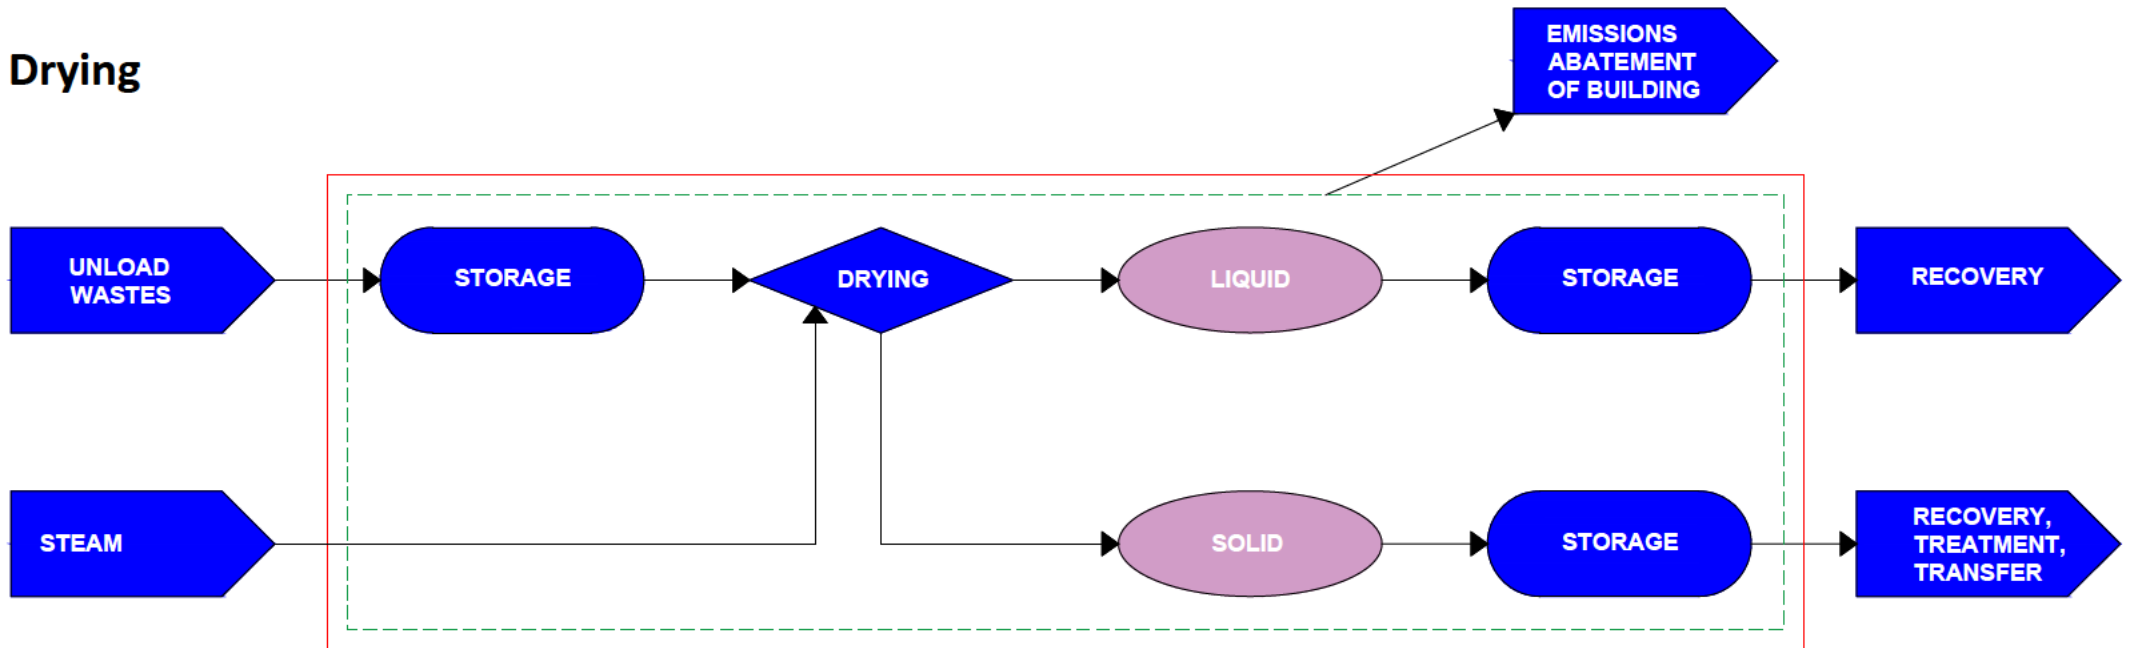 Drying
EMISSIONS
ABATEMENT
OF BUILDING
UNLOAD
WASTES
STORAGE
DRYING
LIQUID
STORAGE
RECOVERY
STEAM
SOLID
STORAGE
RECOVERY,
TREATMENT,
TRANSFER